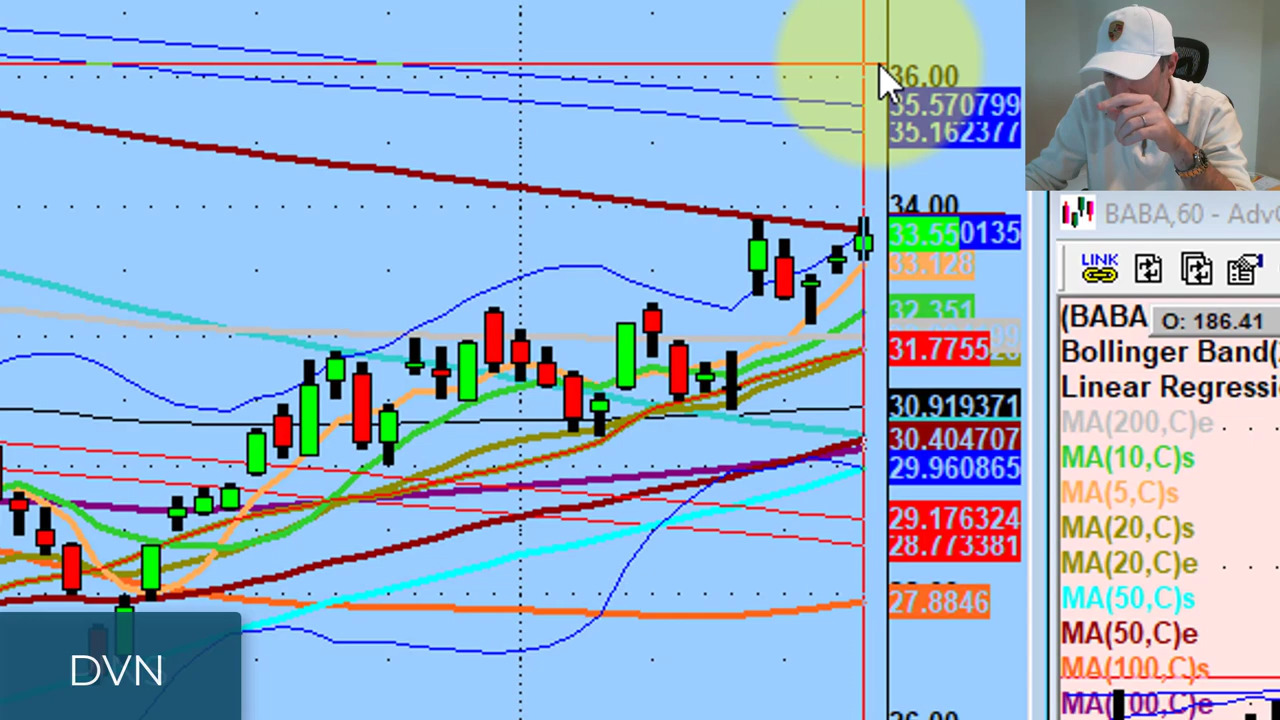 36.00
35.570799
35.162377
34.00
33.550135
33.128
32.351
31.7755
30.919371
30.404707
29.960865
29.176324
28.773381
27.8846
DVN
BABA,60 - Adv
LINK
(BABA
O: 186.41
Bollinger Band(
Linear Regressi
MA(200,C)e
MA(10,C)s
MA(5,C)s
MA(20,C)s
MA(20,C)e
MA(50,C)s
MA(50,C)e
MA(100,C)s
MA(100,C)e